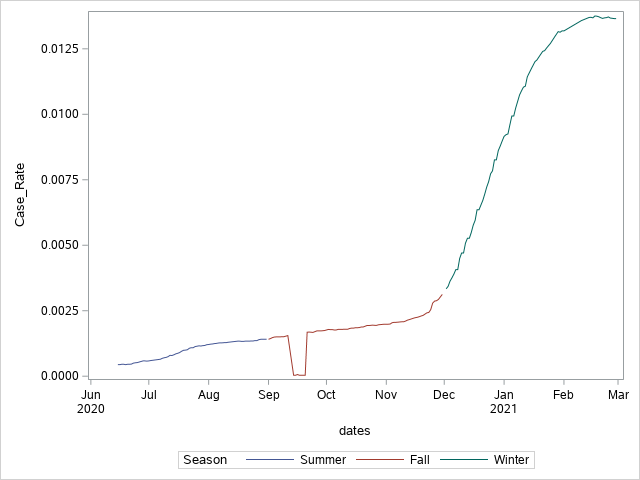 0.0125
0.0100
0.0075
0.0050
0.0025
0.0000
Case_Rate
Jun Jul Aug Sep Oct Nov Dec Jan Feb Mar
2020 2021
dates
Season Summer Fall Winter